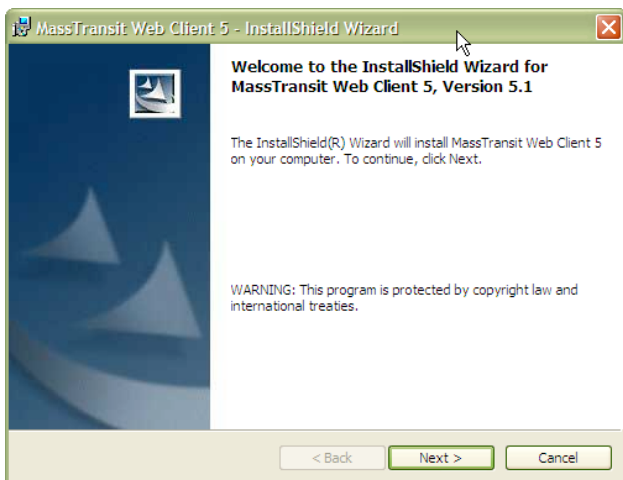 MassTransit Web Client 5 - InstallShield Wizard
Welcome to the InstallShield Wizard for
MassTransit Web Client 5, Version 5.1
The InstallShield(R) Wizard will install MassTransit Web Client 5
on your computer. To continue, click Next.
WARNING: This program is protected by copyright law and
international treaties.
< Back
Next >
Cancel